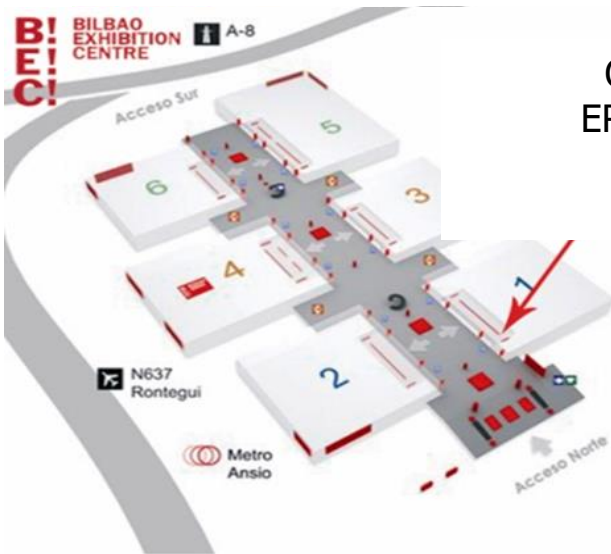 B! BILBAO
E! EXHIBITION
C! CENTRE
A-8
Acceso Sur
5
6
3
4
1
2
N637
Rontegui
Metro
Ansio
Acceso Norte